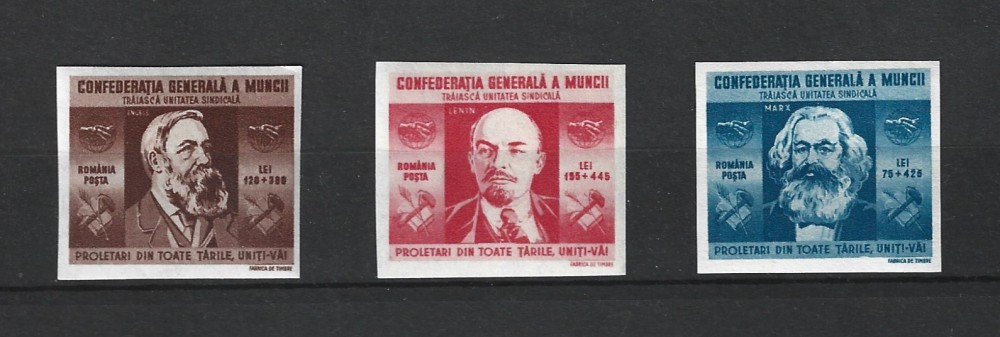 CONFEDERAȚIA GENERALĂ A MUNCII
TRĂIASCĂ UNITATEA SINDICALĂ
ENGELS
ROMÂNIA
POȘTA
LEI
120+380
PROLETARI DIN TOATE ȚĂRILE, UNIȚI-VĂ!
FABRICA DE TIMBRE
CONFEDERAȚIA GENERALĂ A MUNCII
TRĂIASCĂ UNITATEA SINDICALĂ
LENIN
ROMÂNIA
POȘTA
LEI
155+445
PROLETARI DIN TOATE ȚĂRILE, UNIȚI-VĂ!
FABRICA DE TIMBRE
CONFEDERAȚIA GENERALĂ A MUNCII
TRĂIASCĂ UNITATEA SINDICALĂ
MARX
ROMÂNIA
POȘTA
LEI
75+425
PROLETARI DIN TOATE ȚĂRILE, UNIȚI-VĂ!
FABRICA DE TIMBRE